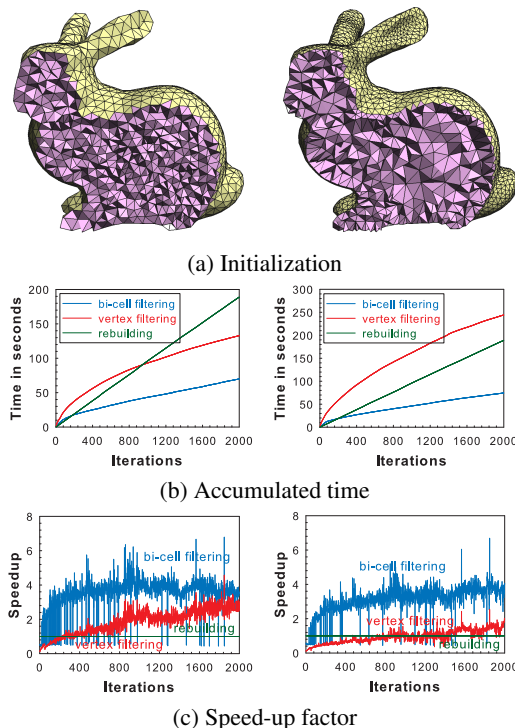 (a) Initialization
200
150
100
50
0
Time in seconds
bi-cell filtering
vertex filtering
rebuilding
0 400 800 1200 1600 2000
Iterations
300
250
200
150
100
50
0
Time in seconds
bi-cell filtering
vertex filtering
rebuilding
0 400 800 1200 1600 2000
Iterations
(b) Accumulated time
8
6
4
2
0
Speedup
bi-cell filtering
rebuilding
vertex filtering
0 400 800 1200 1600 2000
Iterations
8
6
4
2
0
Speedup
bi-cell filtering
vertex filtering
rebuilding
0 400 800 1200 1600 2000
Iterations
(c) Speed-up factor